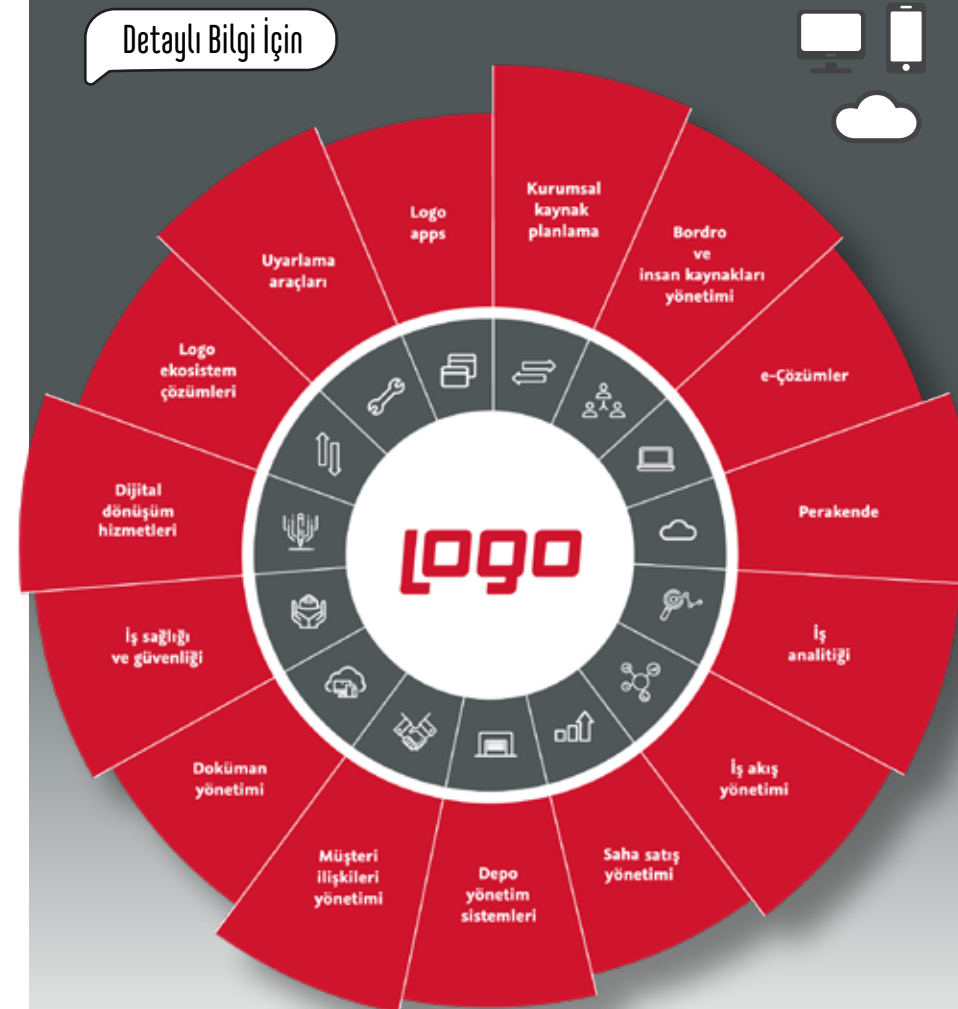 Detaylı Bilgi İçin
Kurumsal
kaynak
planlama
Bordro
ve
insan kaynakları
yönetimi
e-Çözümler
Perakende
İş
analitiği
İş akış
yönetimi
Saha satış
yönetimi
Depo
yönetim
sistemleri
Müşteri
ilişkileri
yönetimi
Doküman
yönetimi
İş sağlığı
ve güvenliği
Dijital
dönüşüm
hizmetleri
Logo
ekosistem
çözümleri
Uyarlama
araçları
Logo
apps
LOGO